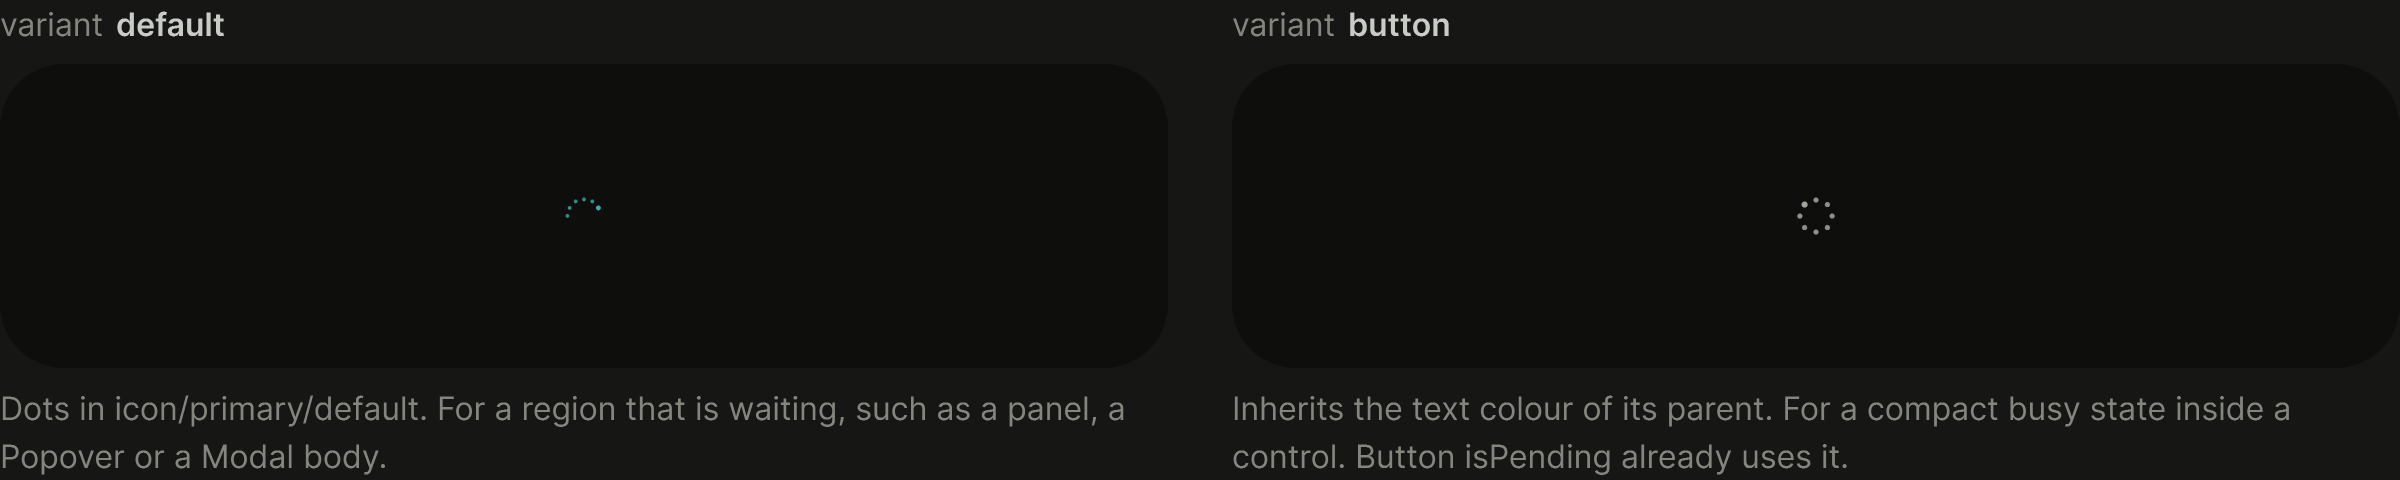 variant default
Dots in icon/primary/default. For a region that is waiting, such as a panel, a
Popover or a Modal body.
variant button
Inherits the text colour of its parent. For a compact busy state inside a
control. Button isPending already uses it.